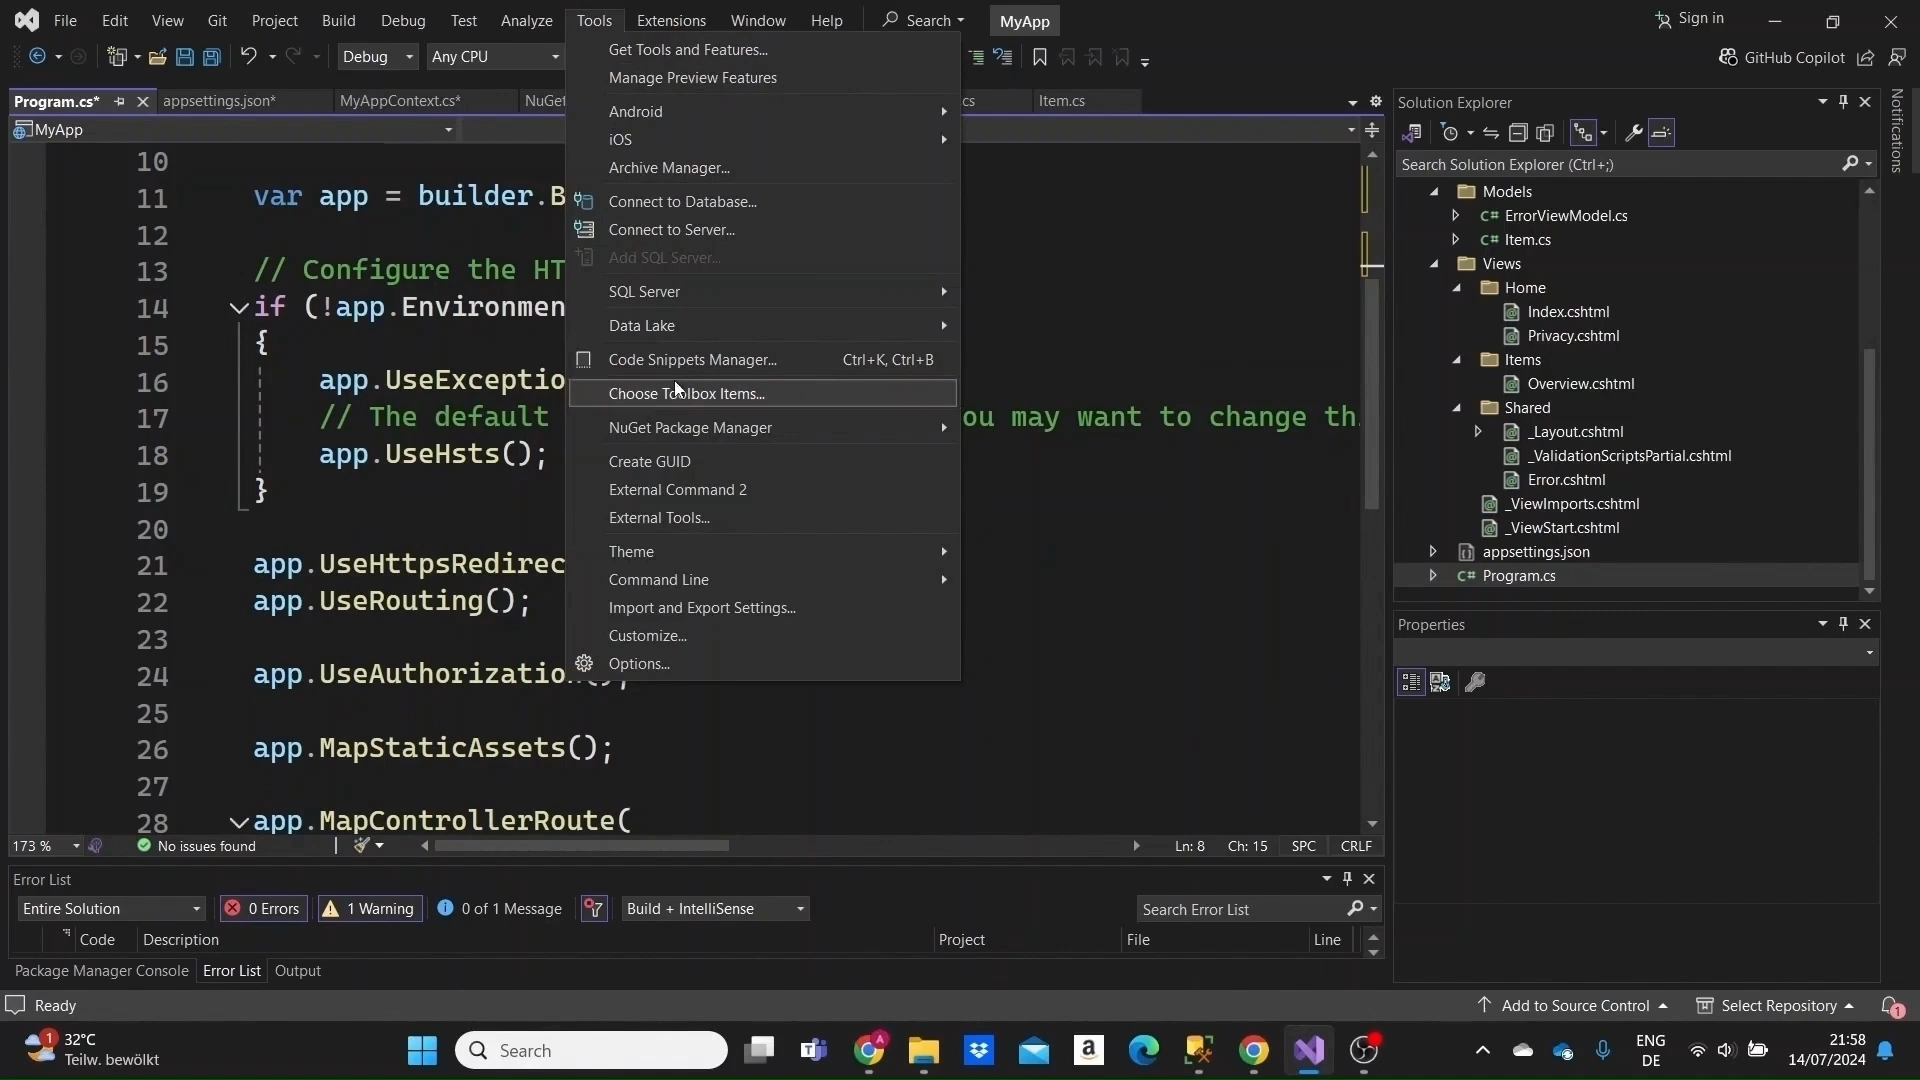 File Edit View Git Project Build Debug Test Analyze Tools Extensions Window Help Search MyApp Sign in
Debug Any CPU GitHub Copilot
Program.cs* appsettings.json* MyAppContext.cs* NuGet cs Item.cs
MyApp
10
11 var app = builder.B
12
13 // Configure the HT
14 if (!app.Environmen
15 {
16 app.UseExceptio
17 // The default ou may want to change th
18 app.UseHsts();
19 }
20
21 app.UseHttpsRedirec
22 app.UseRouting();
23
24 app.UseAuthorization();
25
26 app.MapStaticAssets();
27
28 app.MapControllerRoute(
Get Tools and Features...
Manage Preview Features
Android
iOS
Archive Manager...
Connect to Database...
Connect to Server...
Add SQL Server...
SQL Server
Data Lake
Code Snippets Manager... Ctrl+K, Ctrl+B
Choose Toolbox Items...
NuGet Package Manager
Create GUID
External Command 2
External Tools...
Theme
Command Line
Import and Export Settings...
Customize...
Options...
Solution Explorer
Search Solution Explorer (Ctrl+;)
Models
C# ErrorViewModel.cs
C# Item.cs
Views
Home
Index.cshtml
Privacy.cshtml
Items
Overview.cshtml
Shared
_Layout.cshtml
_ValidationScriptsPartial.cshtml
Error.cshtml
_ViewImports.cshtml
_ViewStart.cshtml
appsettings.json
C# Program.cs
Notifications
Properties
173 % No issues found Ln: 8 Ch: 15 SPC CRLF
Error List
Entire Solution 0 Errors 1 Warning 0 of 1 Message Build + IntelliSense Search Error List
Code Description Project File Line
Package Manager Console Error List Output
Ready Add to Source Control Select Repository 1
1 32°C
Teilw. bewölkt
Search
A
a
ENG
DE
21:58
14/07/2024